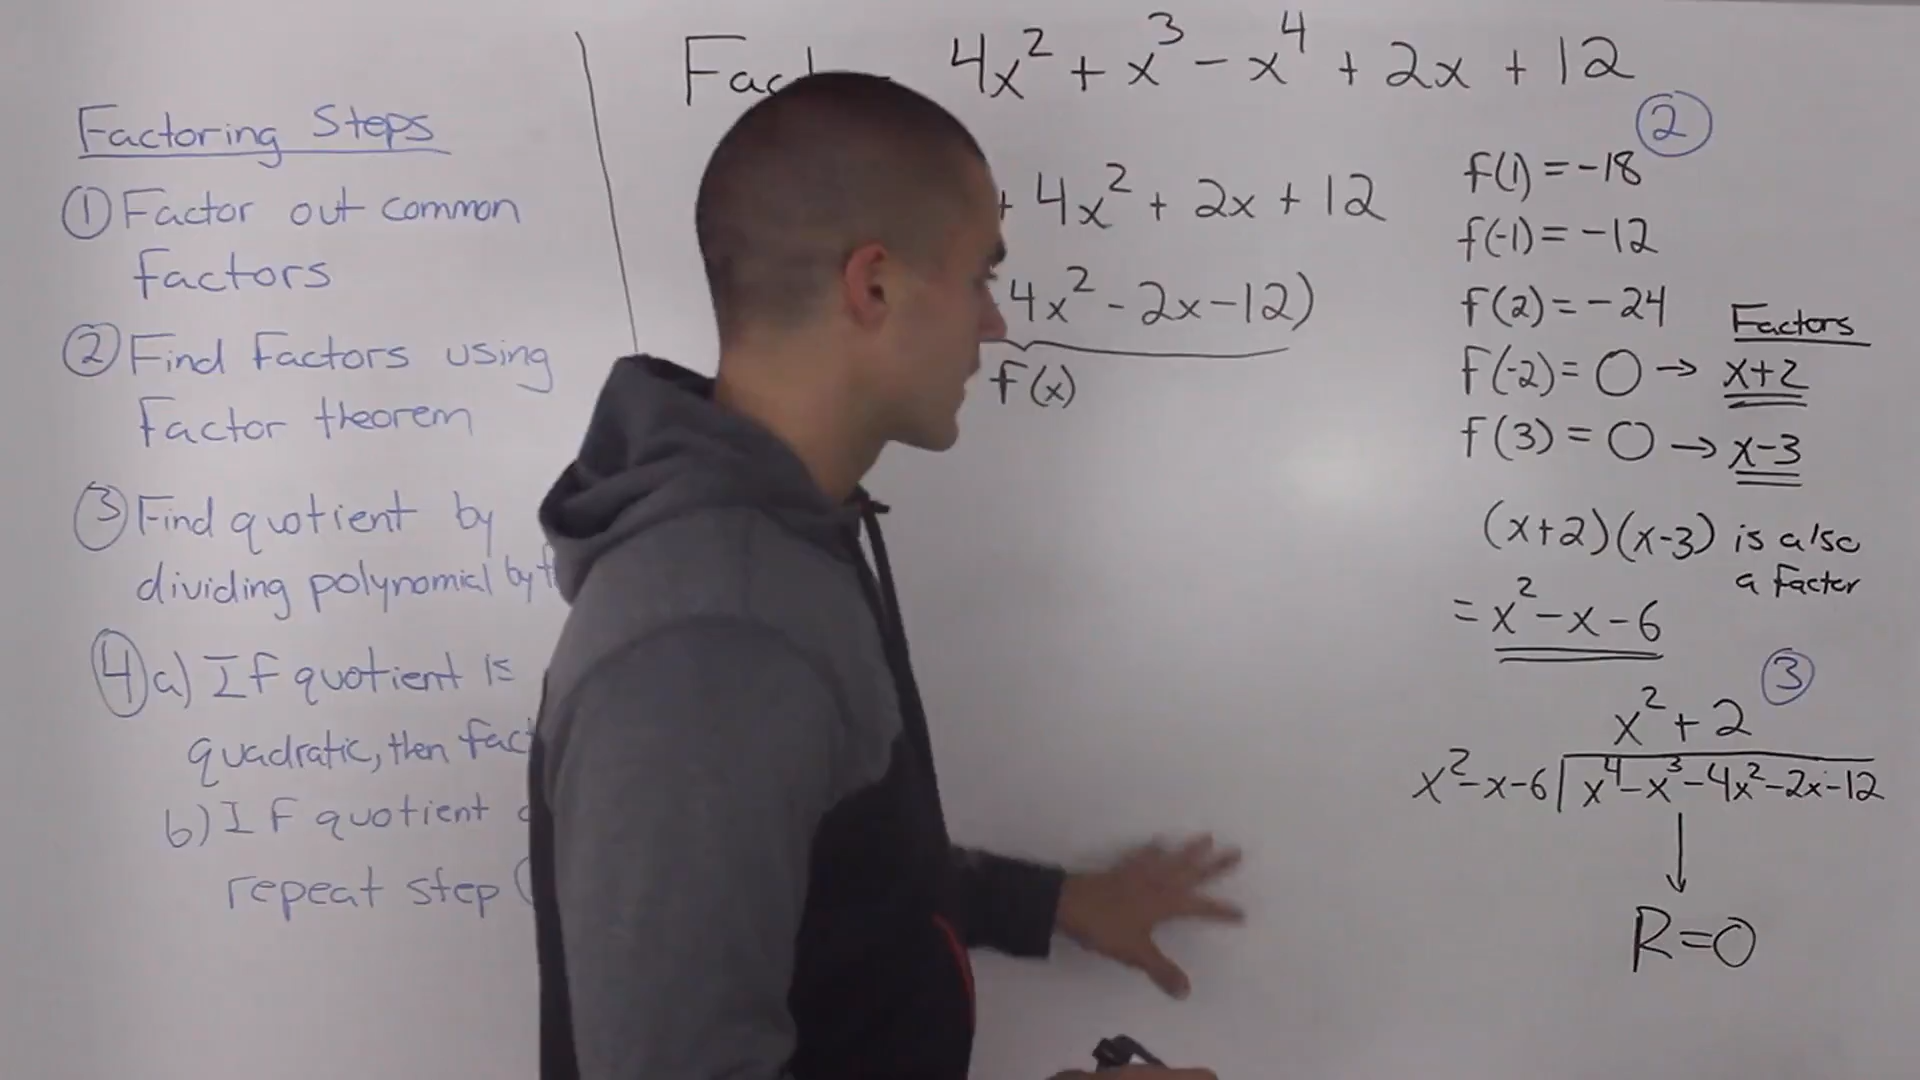 Factoring Steps
① Factor out common
factors
② Find factors using
factor theorem
③ Find quotient by
dividing polynomial by
④ a) If quotient is
quadratic, then
b) If quotient
repeat step
4x² + x³ - x⁴ + 2x + 12
+ 4x² + 2x + 12
4x² - 2x - 12)
f(x)
②
f(1) = -18
f(-1) = -12
f(2) = -24
Factors
f(-2) = 0 → x+2
f(3) = 0 → x-3
(x+2)(x-3) is also
a factor
= x² - x - 6
③
x² + 2
x² - x - 6 x⁴ - x³ - 4x² - 2x - 12
↓
R=0